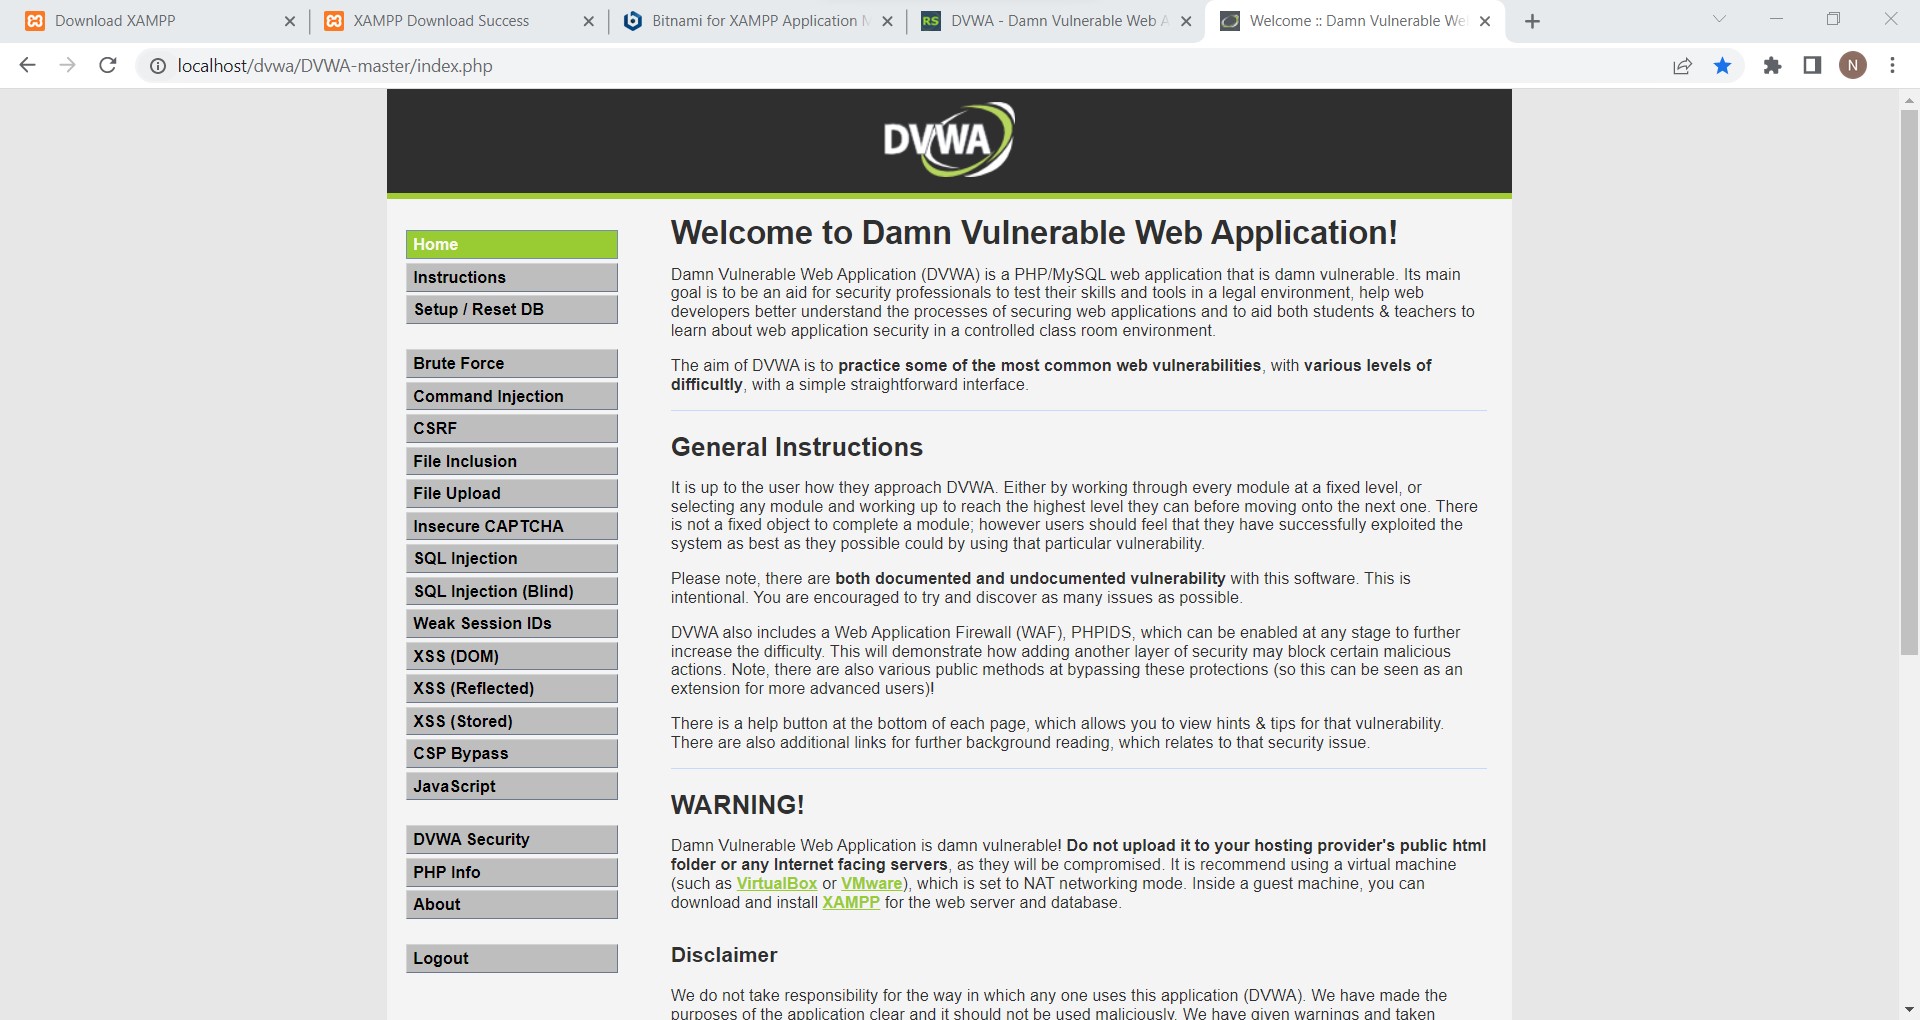 Download XAMPP
XAMPP Download Success
Bitnami for XAMPP Application
DVWA - Damn Vulnerable Web
Welcome :: Damn Vulnerable
localhost/dvwa/DVWA-master/index.php
N
DVWA
Home
Instructions
Setup / Reset DB
Brute Force
Command Injection
CSRF
File Inclusion
File Upload
Insecure CAPTCHA
SQL Injection
SQL Injection (Blind)
Weak Session IDs
XSS (DOM)
XSS (Reflected)
XSS (Stored)
CSP Bypass
JavaScript
DVWA Security
PHP Info
About
Logout
Welcome to Damn Vulnerable Web Application!
Damn Vulnerable Web Application (DVWA) is a PHP/MySQL web application that is damn vulnerable. Its main
goal is to be an aid for security professionals to test their skills and tools in a legal environment, help web
developers better understand the processes of securing web applications and to aid both students & teachers to
learn about web application security in a controlled class room environment.
The aim of DVWA is to practice some of the most common web vulnerabilities, with various levels of
difficultly, with a simple straightforward interface.
General Instructions
It is up to the user how they approach DVWA. Either by working through every module at a fixed level, or
selecting any module and working up to reach the highest level they can before moving onto the next one. There
is not a fixed object to complete a module; however users should feel that they have successfully exploited the
system as best as they possible could by using that particular vulnerability.
Please note, there are both documented and undocumented vulnerability with this software. This is
intentional. You are encouraged to try and discover as many issues as possible.
DVWA also includes a Web Application Firewall (WAF), PHPIDS, which can be enabled at any stage to further
increase the difficulty. This will demonstrate how adding another layer of security may block certain malicious
actions. Note, there are also various public methods at bypassing these protections (so this can be seen as an
extension for more advanced users)!
There is a help button at the bottom of each page, which allows you to view hints & tips for that vulnerability.
There are also additional links for further background reading, which relates to that security issue.
WARNING!
Damn Vulnerable Web Application is damn vulnerable! Do not upload it to your hosting provider's public html
folder or any Internet facing servers, as they will be compromised. It is recommend using a virtual machine
(such as VirtualBox or VMware), which is set to NAT networking mode. Inside a guest machine, you can
download and install XAMPP for the web server and database.
Disclaimer
We do not take responsibility for the way in which any one uses this application (DVWA). We have made the
purposes of the application clear and it should not be used maliciously. We have given warnings and taken